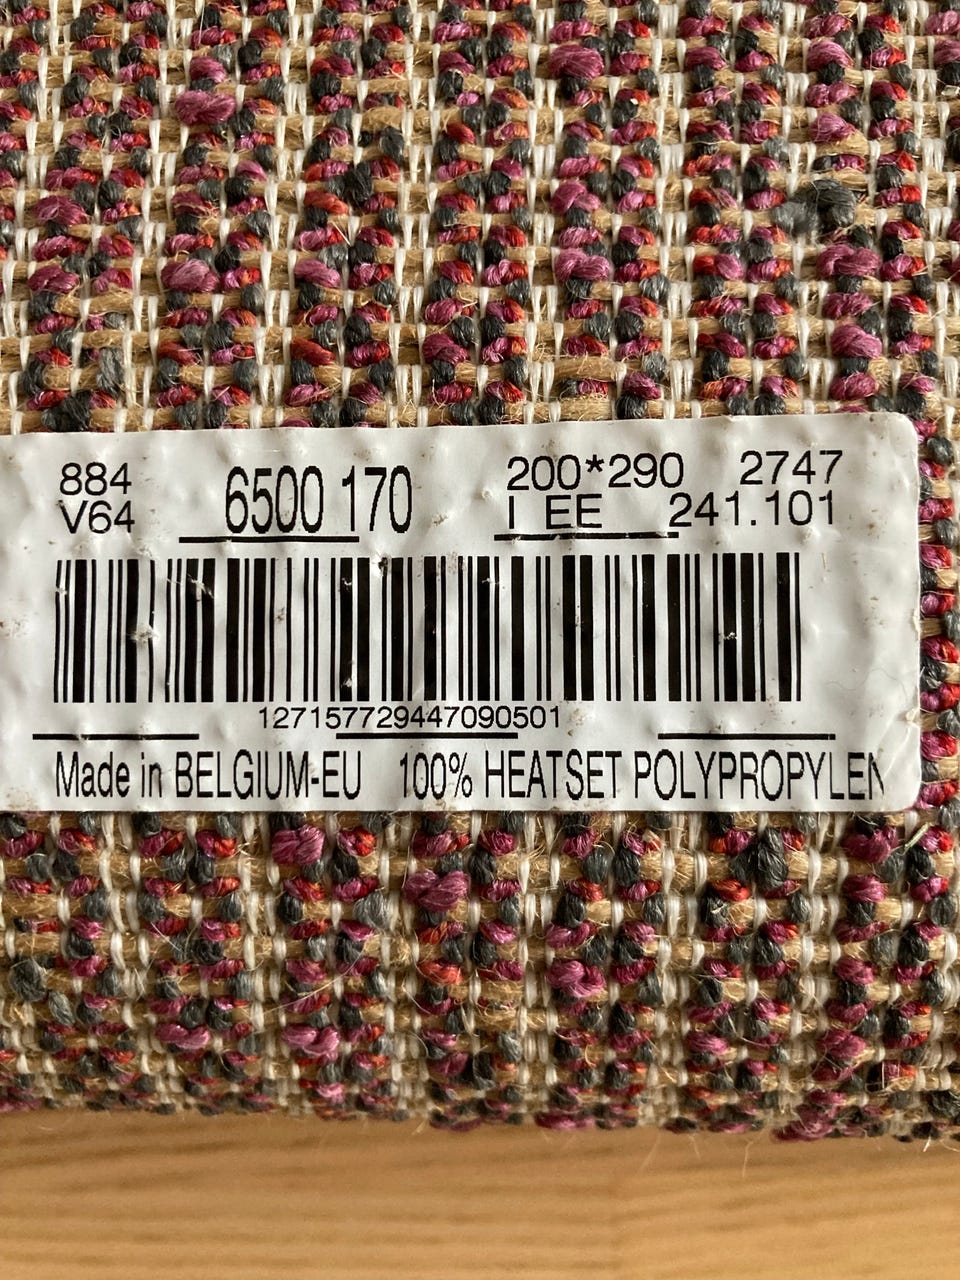 884 6500 170 200*290 2747
V64 I EE 241.101
127157729447090501
Made in BELGIUM-EU 100% HEATSET POLYPROPYLEN